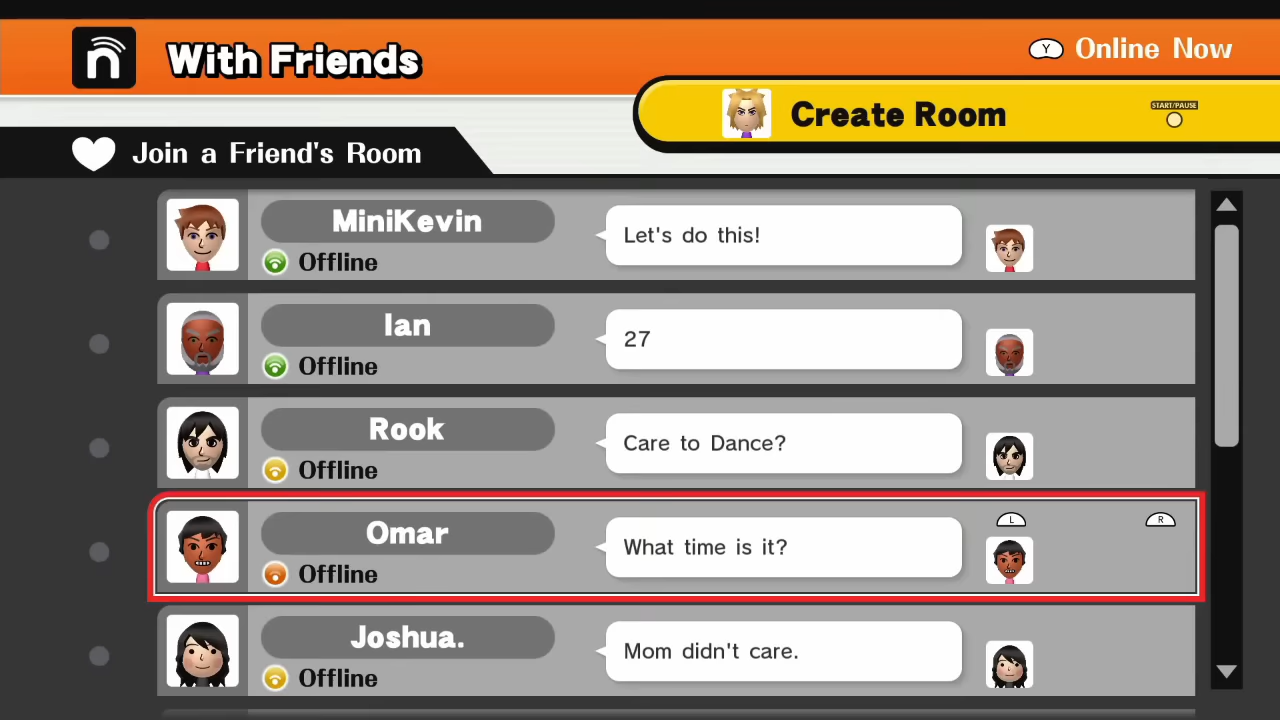 With Friends
Y Online Now
Create Room
START/PAUSE
Join a Friend's Room
MiniKevin
Let's do this!
Offline
Ian
27
Offline
Rook
Care to Dance?
Offline
L
R
Omar
What time is it?
Offline
Joshua.
Mom didn't care.
Offline